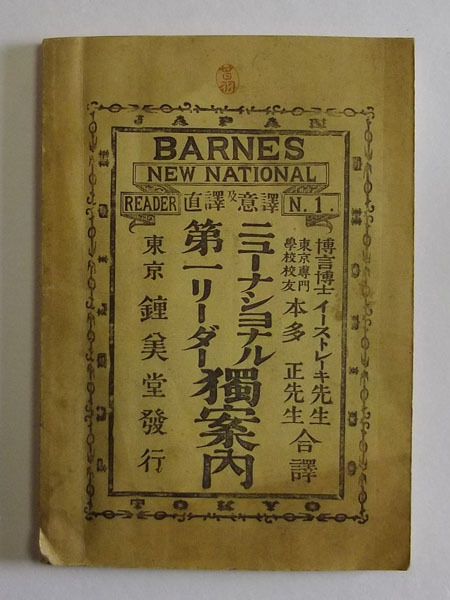 JAPAN
BARNES
NEW NATIONAL
READER 直譯及意譯 N. 1.
博言博士 イーストレーキ先生
東京專門
學校校友
本多 正先生
合譯
ニューナショナル
第一リーダー
獨案内
東京 鍾美堂發行
TOKYO